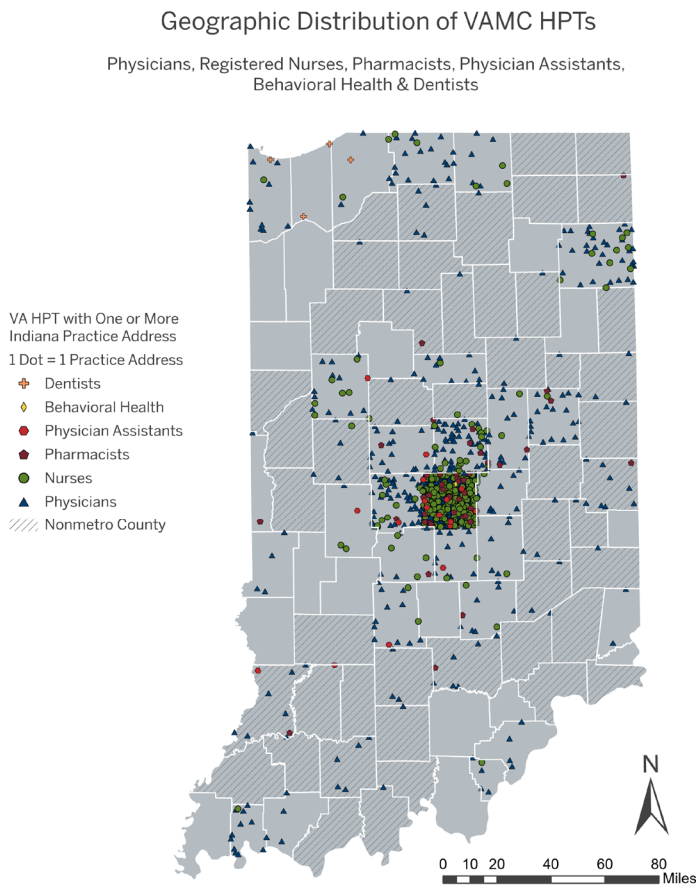 Geographic Distribution of VAMC HPTs
Physicians, Registered Nurses, Pharmacists, Physician Assistants,
Behavioral Health & Dentists
VA HPT with One or More
Indiana Practice Address
1 Dot = 1 Practice Address
Dentists
Behavioral Health
Physician Assistants
Pharmacists
Nurses
Physicians
Nonmetro County
N
0 10 20 40 60 80
Miles